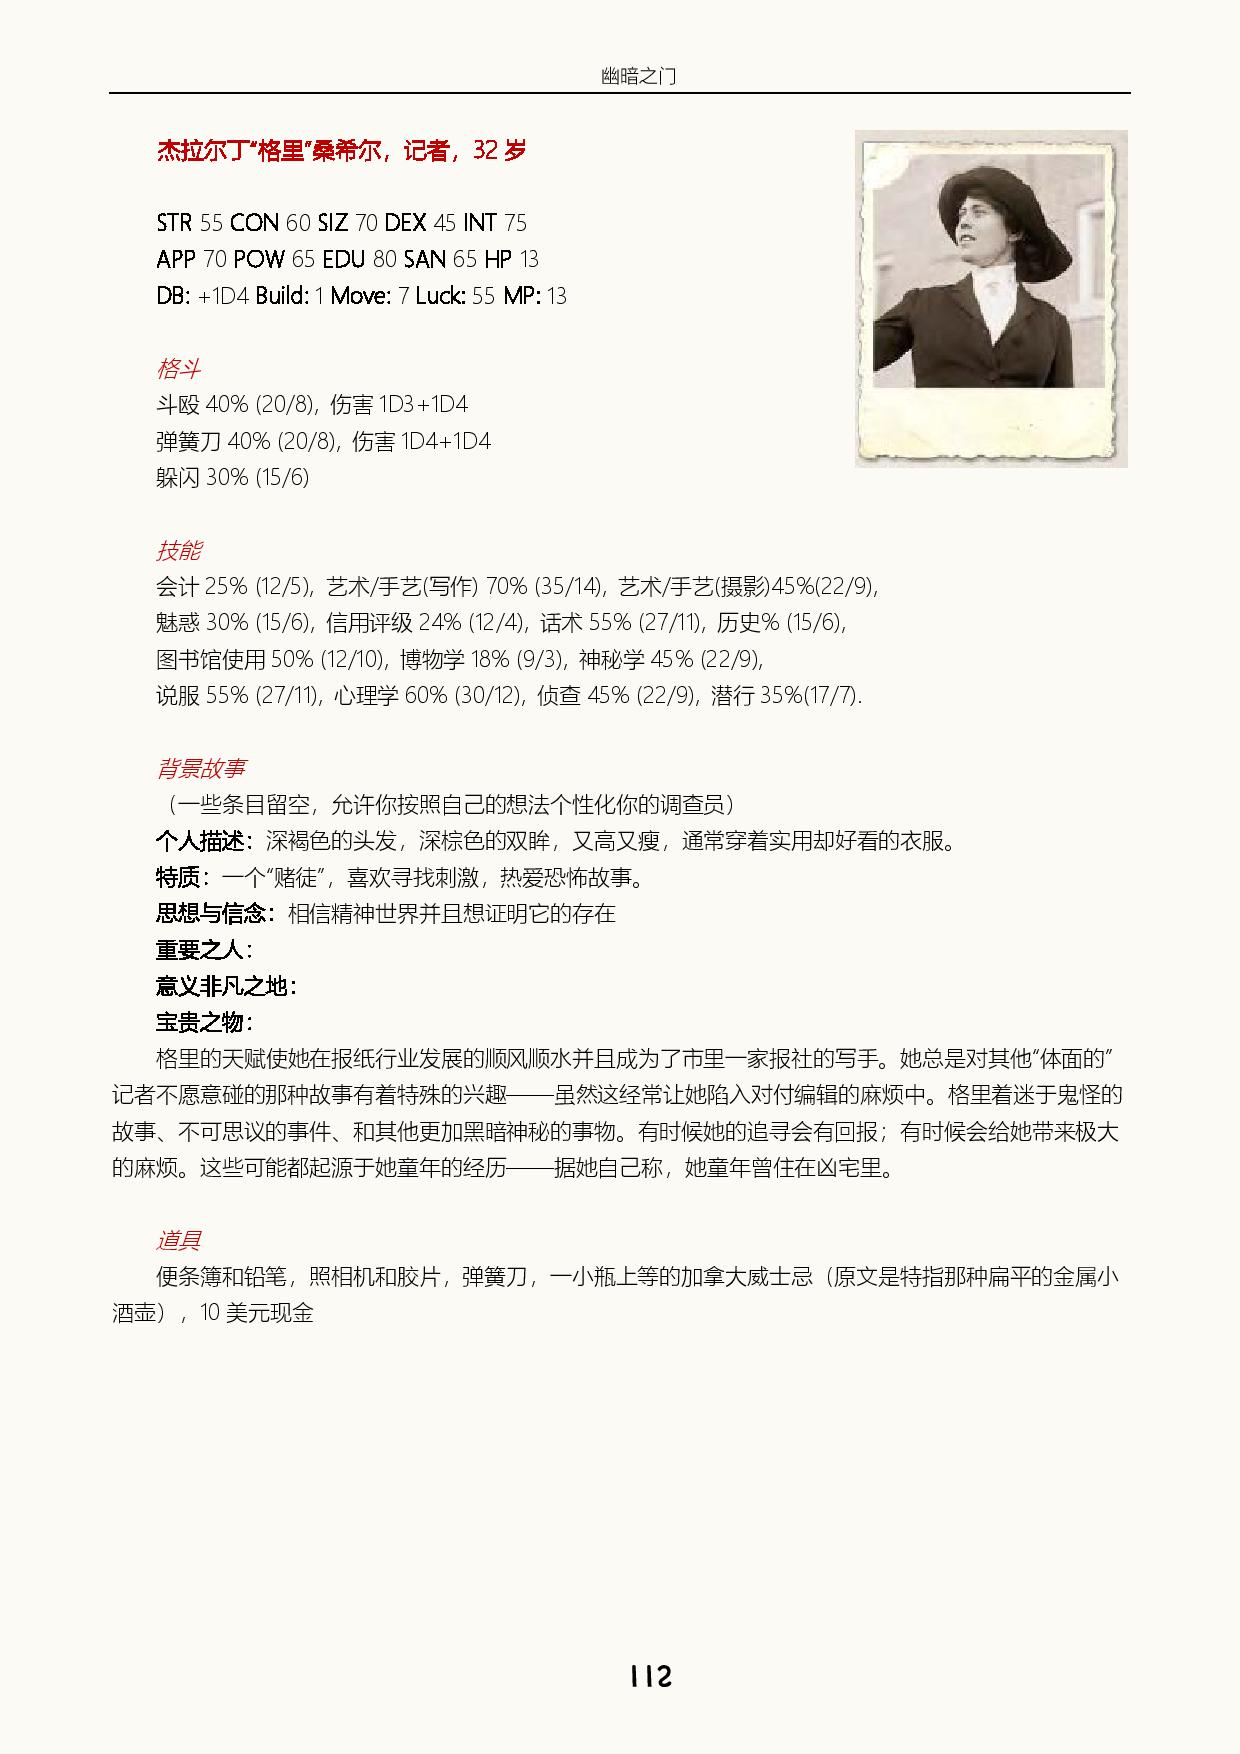 幽暗之门
杰拉尔丁“格里”桑希尔，记者，32 岁
STR 55 CON 60 SIZ 70 DEX 45 INT 75
APP 70 POW 65 EDU 80 SAN 65 HP 13
DB: +1D4 Build: 1 Move: 7 Luck: 55 MP: 13
格斗
斗殴 40% (20/8), 伤害 1D3+1D4
弹簧刀 40% (20/8), 伤害 1D4+1D4
躲闪 30% (15/6)
技能
会计 25% (12/5), 艺术/手艺(写作) 70% (35/14), 艺术/手艺(摄影)45%(22/9),
魅惑 30% (15/6), 信用评级 24% (12/4), 话术 55% (27/11), 历史% (15/6),
图书馆使用 50% (12/10), 博物学 18% (9/3), 神秘学 45% (22/9),
说服 55% (27/11), 心理学 60% (30/12), 侦查 45% (22/9), 潜行 35%(17/7).
背景故事
（一些条目留空，允许你按照自己的想法个性化你的调查员）
个人描述：深褐色的头发，深棕色的双眸，又高又瘦，通常穿着实用却好看的衣服。
特质：一个“赌徒”，喜欢寻找刺激，热爱恐怖故事。
思想与信念：相信精神世界并且想证明它的存在
重要之人：
意义非凡之地：
宝贵之物：
格里的天赋使她在报纸行业发展的顺风顺水并且成为了市里一家报社的写手。她总是对其他“体面的”
记者不愿意碰的那种故事有着特殊的兴趣——虽然这经常让她陷入对付编辑的麻烦中。格里着迷于鬼怪的
故事、不可思议的事件、和其他更加黑暗神秘的事物。有时候她的追寻会有回报；有时候会给她带来极大
的麻烦。这些可能都起源于她童年的经历——据她自己称，她童年曾住在凶宅里。
道具
便条簿和铅笔，照相机和胶片，弹簧刀，一小瓶上等的加拿大威士忌（原文是特指那种扁平的金属小
酒壶），10 美元现金
112